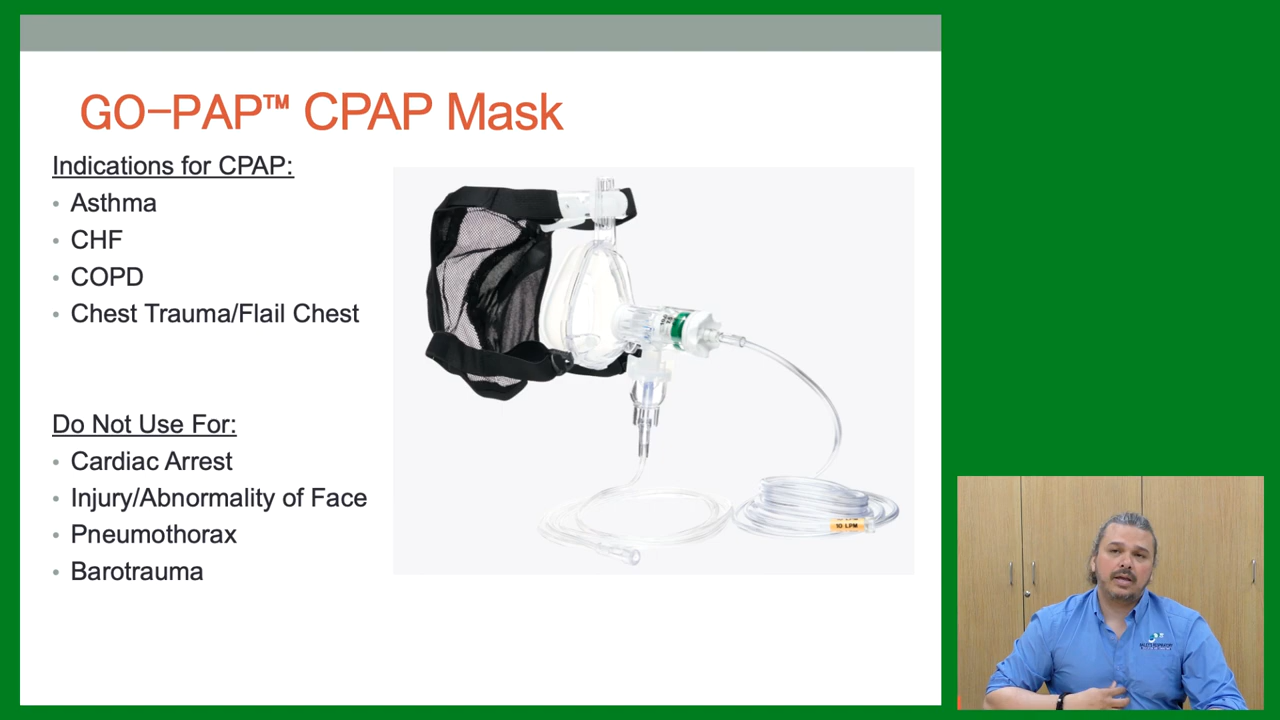 GO-PAP™ CPAP Mask
Indications for CPAP:
• Asthma
• CHF
• COPD
• Chest Trauma/Flail Chest
Do Not Use For:
• Cardiac Arrest
• Injury/Abnormality of Face
• Pneumothorax
• Barotrauma
10 LPM